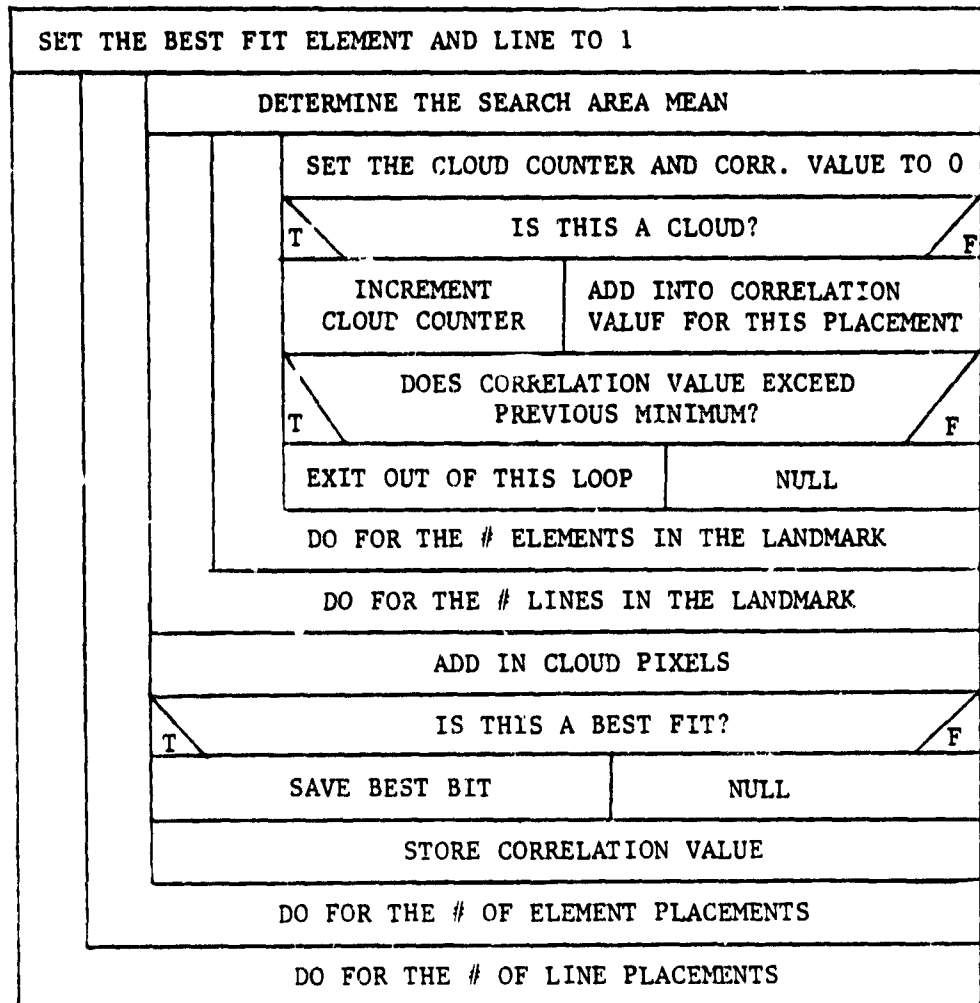 SET THE BEST FIT ELEMENT AND LINE TO 1
DETERMINE THE SEARCH AREA MEAN
SET THE CLOUD COUNTER AND CORR. VALUE TO 0
T
IS THIS A CLOUD?
F
INCREMENT
CLOUD COUNTER
ADD INTO CORRELATION
VALUE FOR THIS PLACEMENT
T
DOES CORRELATION VALUE EXCEED
PREVIOUS MINIMUM?
F
EXIT OUT OF THIS LOOP
NULL
DO FOR THE # ELEMENTS IN THE LANDMARK
DO FOR THE # LINES IN THE LANDMARK
ADD IN CLOUD PIXELS
T
IS THIS A BEST FIT?
F
SAVE BEST BIT
NULL
STORE CORRELATION VALUE
DO FOR THE # OF ELEMENT PLACEMENTS
DO FOR THE # OF LINE PLACEMENTS